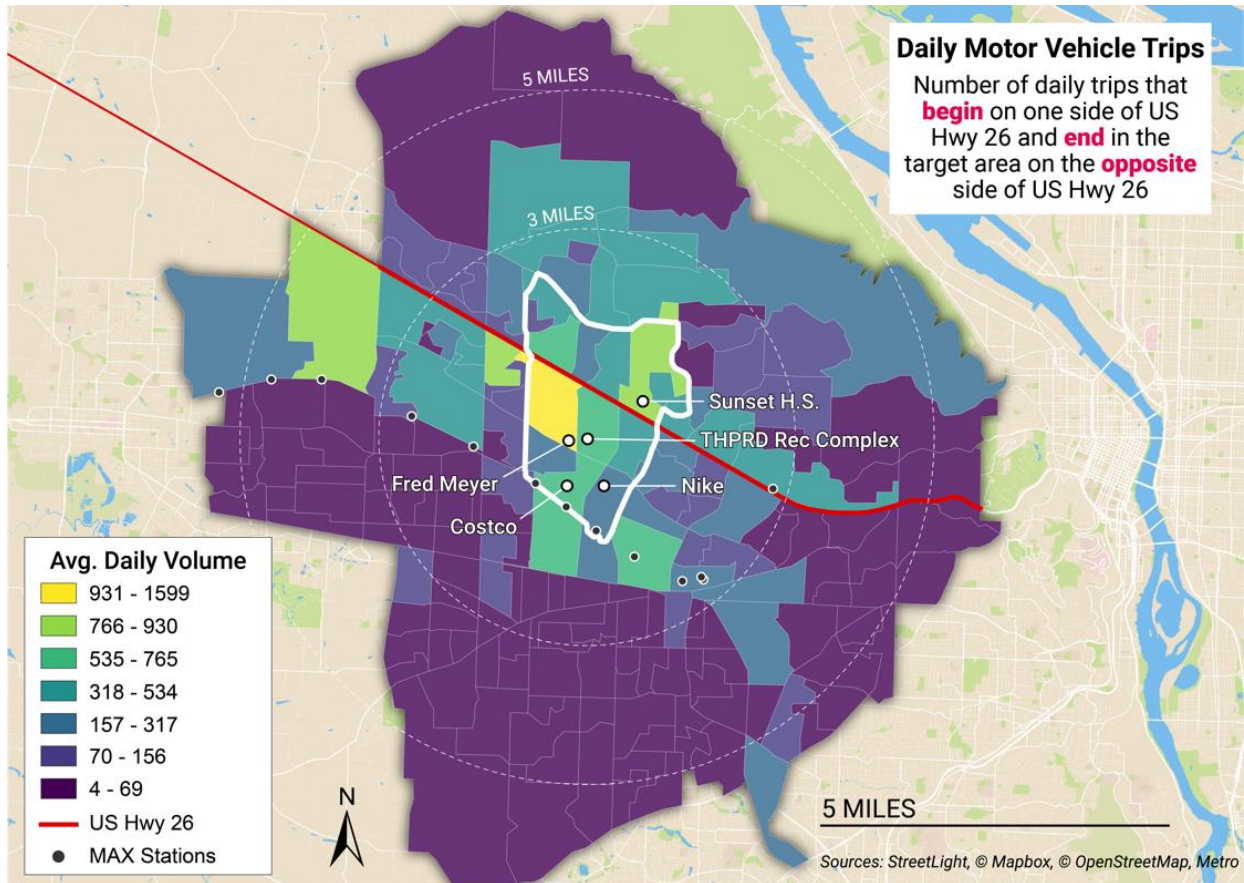 Daily Motor Vehicle Trips
Number of daily trips that
begin on one side of US
Hwy 26 and end in the
target area on the opposite
side of US Hwy 26
5 MILES
3 MILES
Sunset H.S.
THPRD Rec Complex
Fred Meyer
Nike
Costco
Avg. Daily Volume
931 - 1599
766 - 930
535 - 765
318 - 534
157 - 317
70 - 156
4 - 69
US Hwy 26
MAX Stations
N
5 MILES
Sources: StreetLight, © Mapbox, © OpenStreetMap, Metro